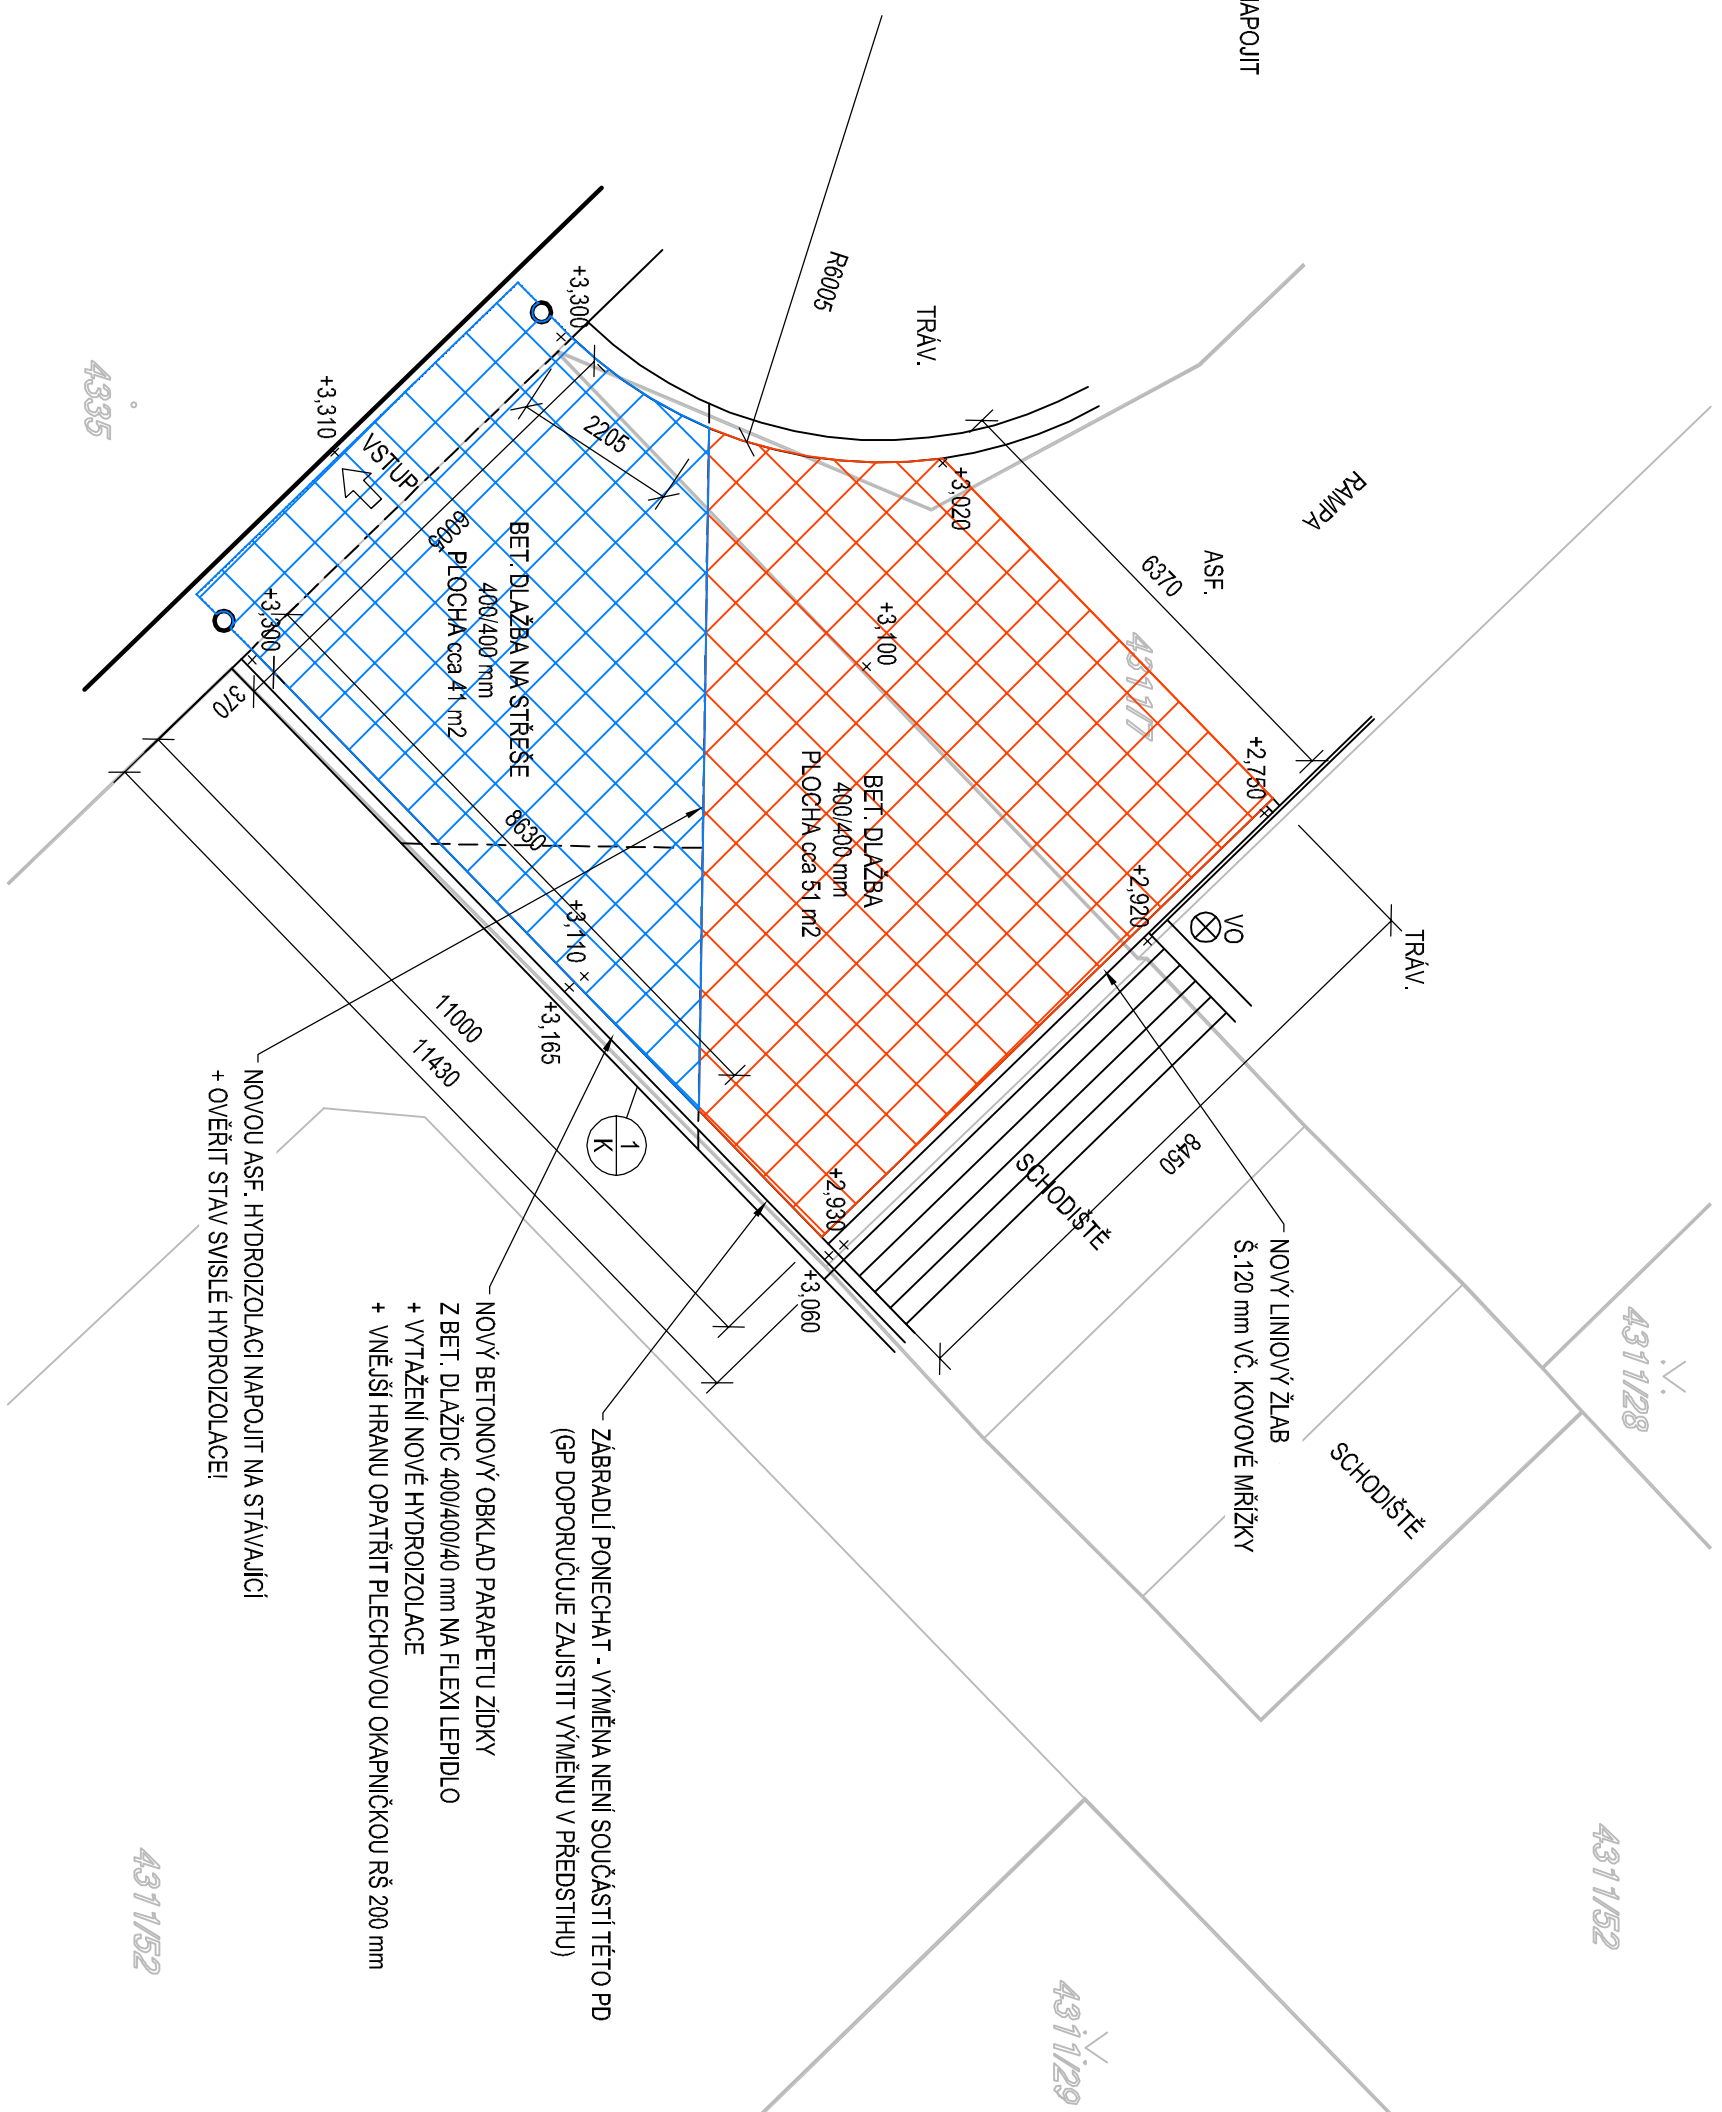 NAPOJIT
TRÁV.
R6005
RAMPA
ASF.
6370
4311/7
+3,300
+3,020
+3,100
+2,750
+2,920
VO
TRÁV.
4335
+3,310
VSTUP
2205
6005
BET. DLAŽBA NA STŘEŠE
400/400 mm
PLOCHA cca 41 m2
BET. DLAŽBA
400/400 mm
PLOCHA cca 51 m2
+3,300
370
8630
+3,110
+3,165
11000
11430
1
K
+2,930
+3,060
8450
SCHODIŠTĚ
SCHODIŠTĚ
NOVÝ LINIOVÝ ŽLAB
Š.120 mm VČ. KOVOVÉ MŘÍŽKY
ZÁBRADLÍ PONECHAT - VÝMĚNA NENÍ SOUČÁSTÍ TÉTO PD
(GP DOPORUČUJE ZAJISTIT VÝMĚNU V PŘEDSTIHU)
NOVÝ BETONOVÝ OBKLAD PARAPETU ZÍDKY
Z BET. DLAŽDIC 400/400/40 mm NA FLEXI LEPIDLO
+ VYTAŽENÍ NOVÉ HYDROIZOLACE
+ VNĚJŠÍ HRANU OPATŘIT PLECHOVOU OKAPNIČKOU RŠ 200 mm
NOVOU ASF. HYDROIZOLACI NAPOJIT NA STÁVAJÍCÍ
+ OVĚŘIT STAV SVISLÉ HYDROIZOLACE!
4311/28
4311/52
4311/29
4311/52